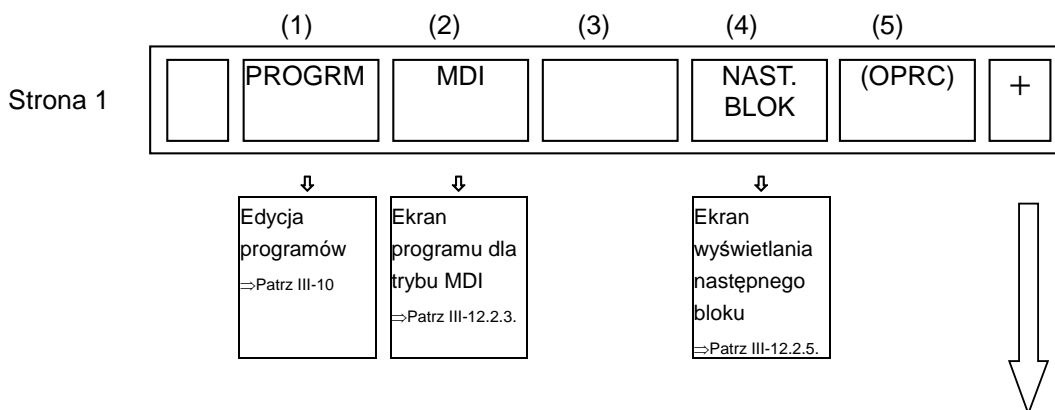 (1) (2) (3) (4) (5)
Strona 1
PROGRM MDI NAST. (OPRC) +
BLOK
Edycja
programów
⇒Patrz III-10
Ekran
programu dla
trybu MDI
⇒Patrz III-12.2.3.
Ekran
wyświetlania
następnego
bloku
⇒Patrz III-12.2.5.